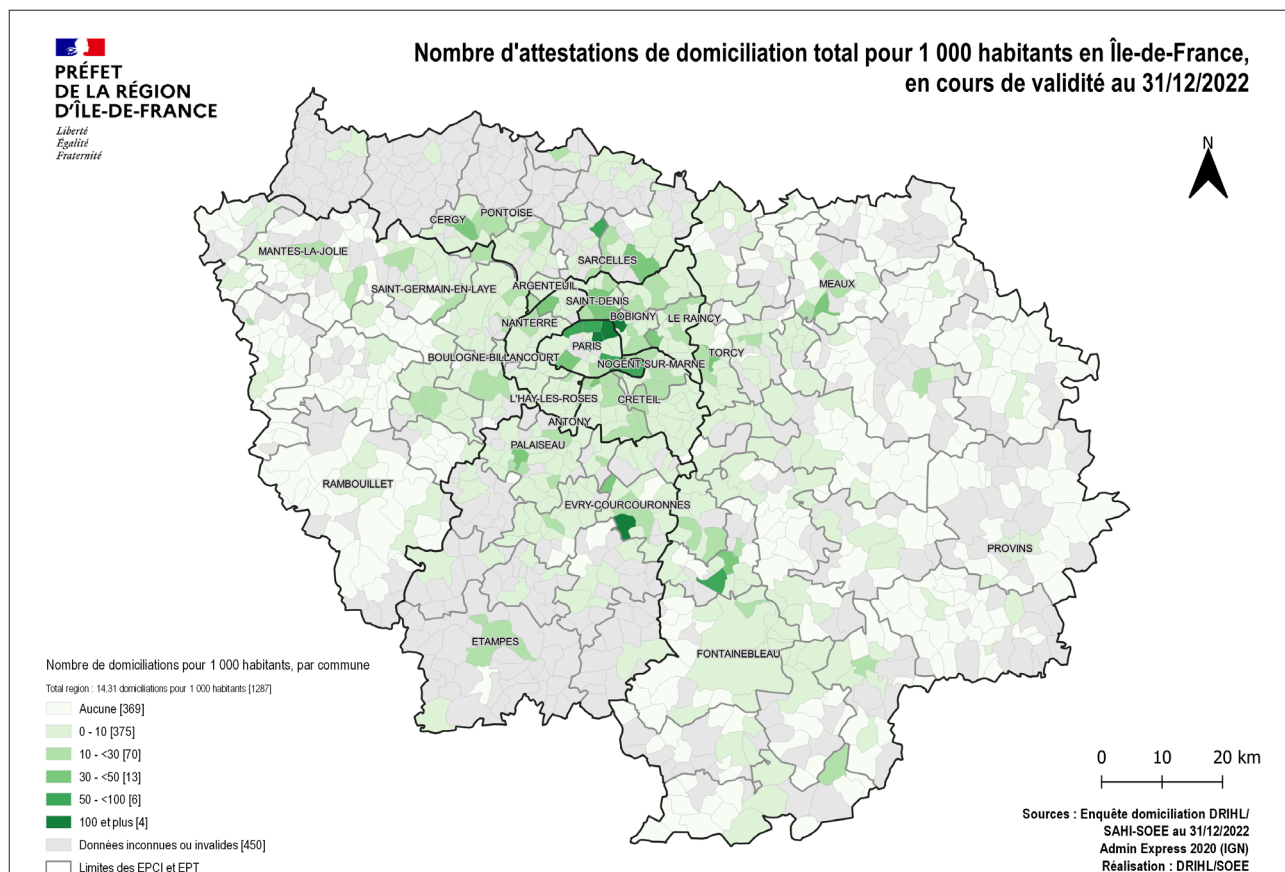 PRÉFET
DE LA RÉGION
D'ÎLE-DE-FRANCE
Liberté
Égalité
Fraternité
Nombre d'attestations de domiciliation total pour 1 000 habitants en Île-de-France,
en cours de validité au 31/12/2022
N
CERGY
PONTOISE
MANTES-LA-JOLIE
SARCELLES
SAINT-GERMAIN-EN-LAYE
ARGENTEUIL
MEAUX
SAINT-DENIS
BOBIGNY
LE RAINCY
NANTERRE
PARIS
TORCY
BOULOGNE-BILLANCOURT
NOGENT-SUR-MARNE
L'HAY-LES-ROSES
CRETEIL
ANTONY
PALAISEAU
RAMBOUILLET
EVRY-COURCOURONNES
PROVINS
ETAMPES
FONTAINEBLEAU
Nombre de domiciliations pour 1 000 habitants, par commune
Total region : 14,31 domiciliations pour 1 000 habitants [1287]
Aucune [369]
0 - 10 [375]
10 - <30 [70]
30 - <50 [13]
50 - <100 [6]
100 et plus [4]
Données inconnues ou invalides [450]
Limites des EPCI et EPT
0 10 20 km
Sources : Enquête domiciliation DRIHL/
SAHI-SOEE au 31/12/2022
Admin Express 2020 (IGN)
Réalisation : DRIHL/SOEE